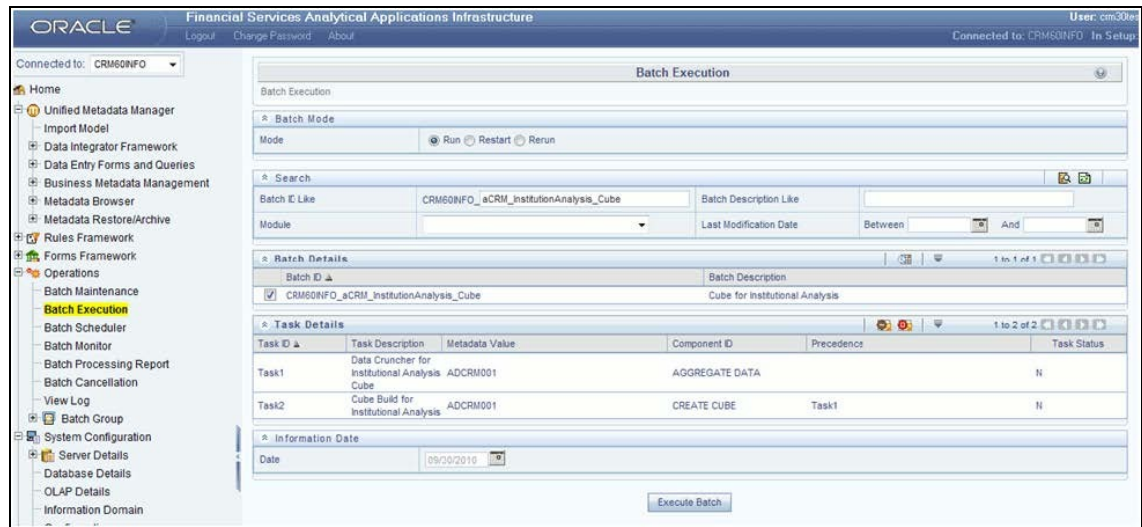 ORACLE
Financial Services Analytical Applications Infrastructure
User: crm30tes
Logout Change Password About
Connected to: CRM60INFO In Setup:
Connected to: CRM60INFO
Home
Unified Metadata Manager
Import Model
Data Integrator Framework
Data Entry Forms and Queries
Business Metadata Management
Metadata Browser
Metadata Restore/Archive
Rules Framework
Forms Framework
Operations
Batch Maintenance
Batch Execution
Batch Scheduler
Batch Monitor
Batch Processing Report
Batch Cancellation
View Log
Batch Group
System Configuration
Server Details
Database Details
OLAP Details
Information Domain
Batch Execution
Batch Execution
Batch Mode
Mode Run Restart Rerun
Search
Batch ID Like CRM60INFO_ aCRM_InstitutionAnalysis_Cube Batch Description Like
Module Last Modification Date Between And
Batch Details 1 to 1 of 1
Batch ID Batch Description
CRM60INFO_aCRM_InstitutionAnalysis_Cube Cube for Institutional Analysis
Task Details 1 to 2 of 2
Task ID Task Description Metadata Value Component ID Precedence Task Status
Task1 Data Cruncher for Institutional Analysis Cube ADCRM001 AGGREGATE DATA N
Task2 Cube Build for Institutional Analysis ADCRM001 CREATE CUBE Task1 N
Information Date
Date 09/30/2010
Execute Batch